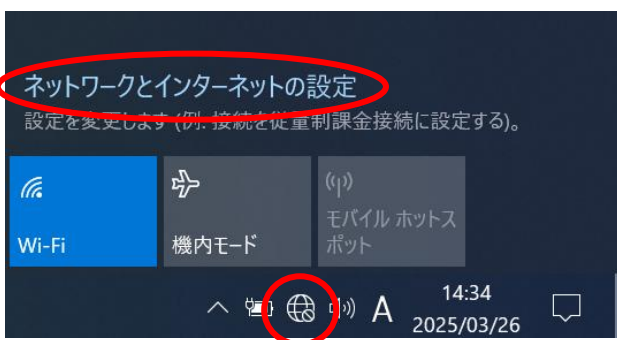 ネットワークとインターネットの設定
設定を変更します (例: 接続を従量制課金接続に設定する)。
Wi-Fi
機内モード
モバイル ホットス
ポット
A
14:34
2025/03/26